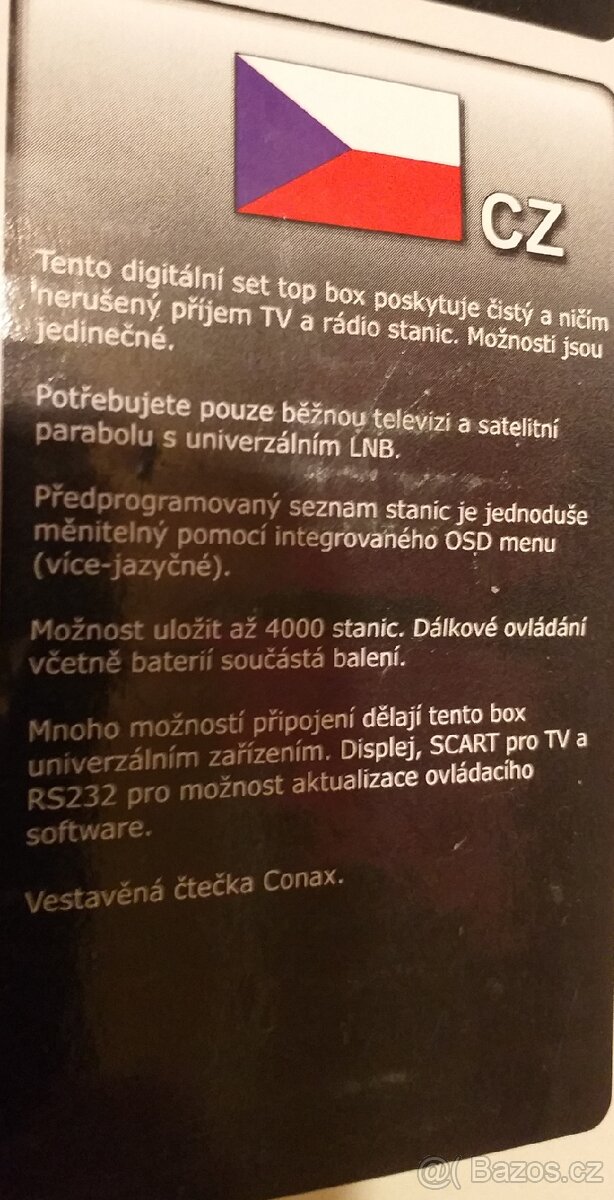 CZ
Tento digitální set top box poskytuje čistý a ničím
nerušený příjem TV a rádio stanic. Možnosti jsou
jedinečné.
Potřebujete pouze běžnou televizi a satelitní
parabolu s univerzálním LNB.
Předprogramovaný seznam stanic je jednoduše
měnitelný pomocí integrovaného OSD menu
(více-jazyčné).
Možnost uložit až 4000 stanic. Dálkové ovládání
včetně baterií součástá balení.
Mnoho možností připojení dělají tento box
univerzálním zařízením. Displej, SCART pro TV a
RS232 pro možnost aktualizace ovládacího
software.
Vestavěná čtečka Conax.
@( Bazos.cz